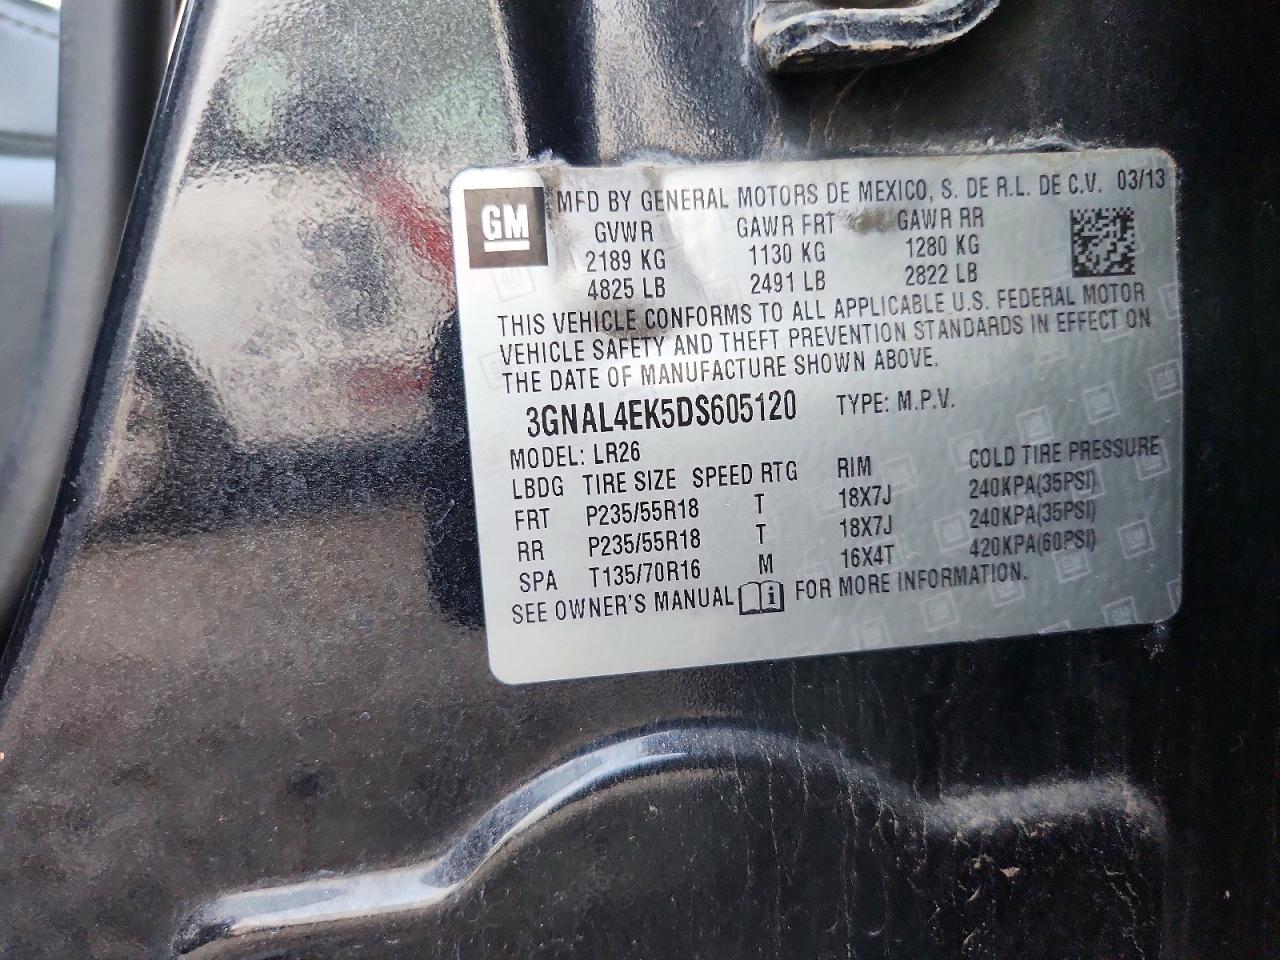 GM MFD BY GENERAL MOTORS DE MEXICO, S. DE R.L. DE C.V. 03/13
GVWR GAWR FRT GAWR RR
2189 KG 1130 KG 1280 KG
4825 LB 2491 LB 2822 LB
THIS VEHICLE CONFORMS TO ALL APPLICABLE U.S. FEDERAL MOTOR
VEHICLE SAFETY AND THEFT PREVENTION STANDARDS IN EFFECT ON
THE DATE OF MANUFACTURE SHOWN ABOVE.
3GNAL4EK5DS605120 TYPE: M.P.V.
MODEL: LR26
LBDG TIRE SIZE SPEED RTG RIM COLD TIRE PRESSURE
FRT P235/55R18 T 18X7J 240KPA(35PSI)
RR P235/55R18 T 18X7J 240KPA(35PSI)
SPA T135/70R16 M 16X4T 420KPA(60PSI)
SEE OWNER'S MANUAL FOR MORE INFORMATION.